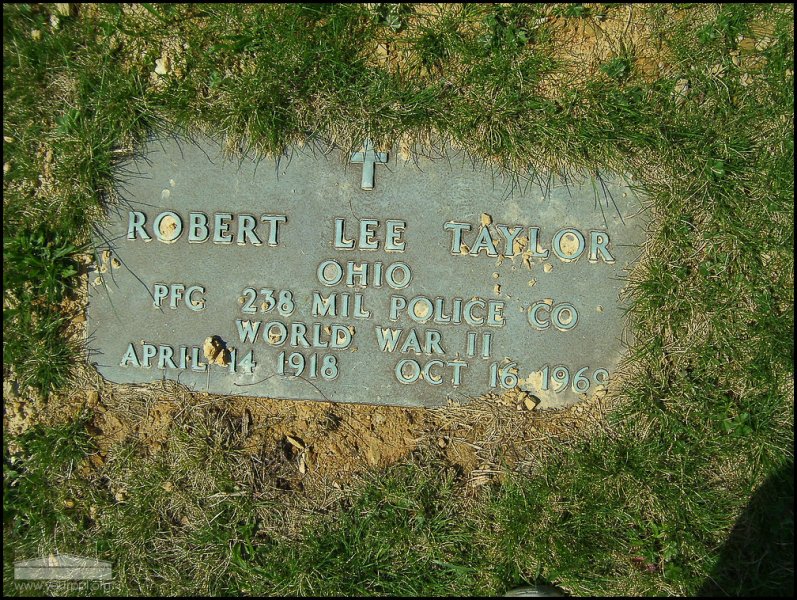 ROBERT LEE TAYLOR
OHIO
PFC 238 MIL POLICE CO
WORLD WAR II
APRIL 14 1918 OCT 16 1969